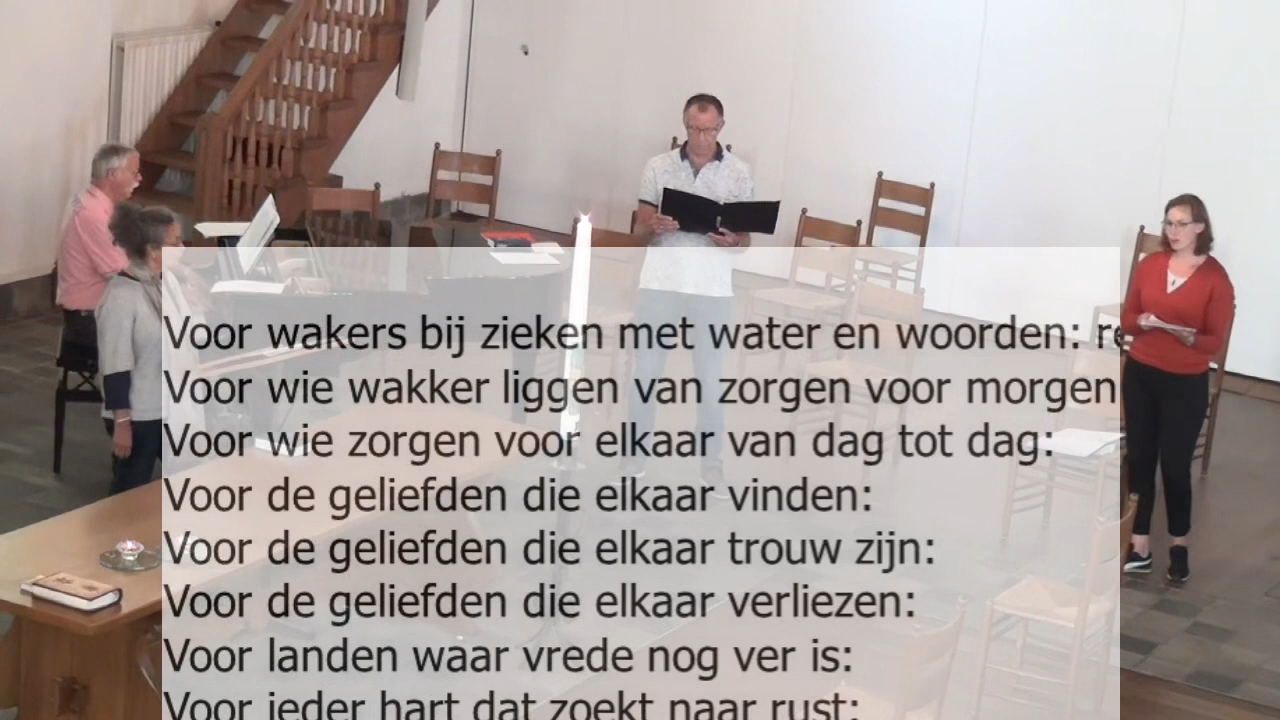 Voor wakers bij zieken met water en woorden:
Voor wie wakker liggen van zorgen voor morgen
Voor wie zorgen voor elkaar van dag tot dag:
Voor de geliefden die elkaar vinden:
Voor de geliefden die elkaar trouw zijn:
Voor de geliefden die elkaar verliezen:
Voor landen waar vrede nog ver is:
Voor ieder hart dat zoekt naar rust: